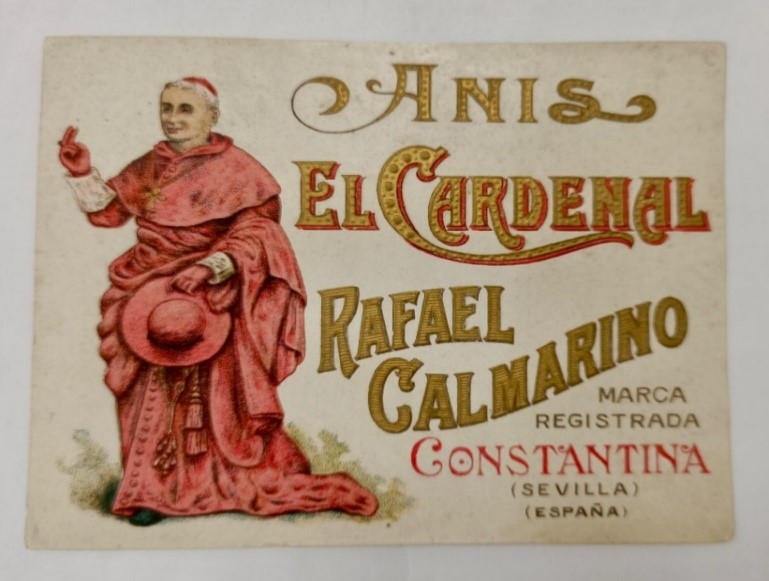 ANIS
EL CARDENAL
RAFAEL
CALMARINO
MARCA
REGISTRADA
CONSTANTINA
(SEVILLA)
(ESPAÑA)